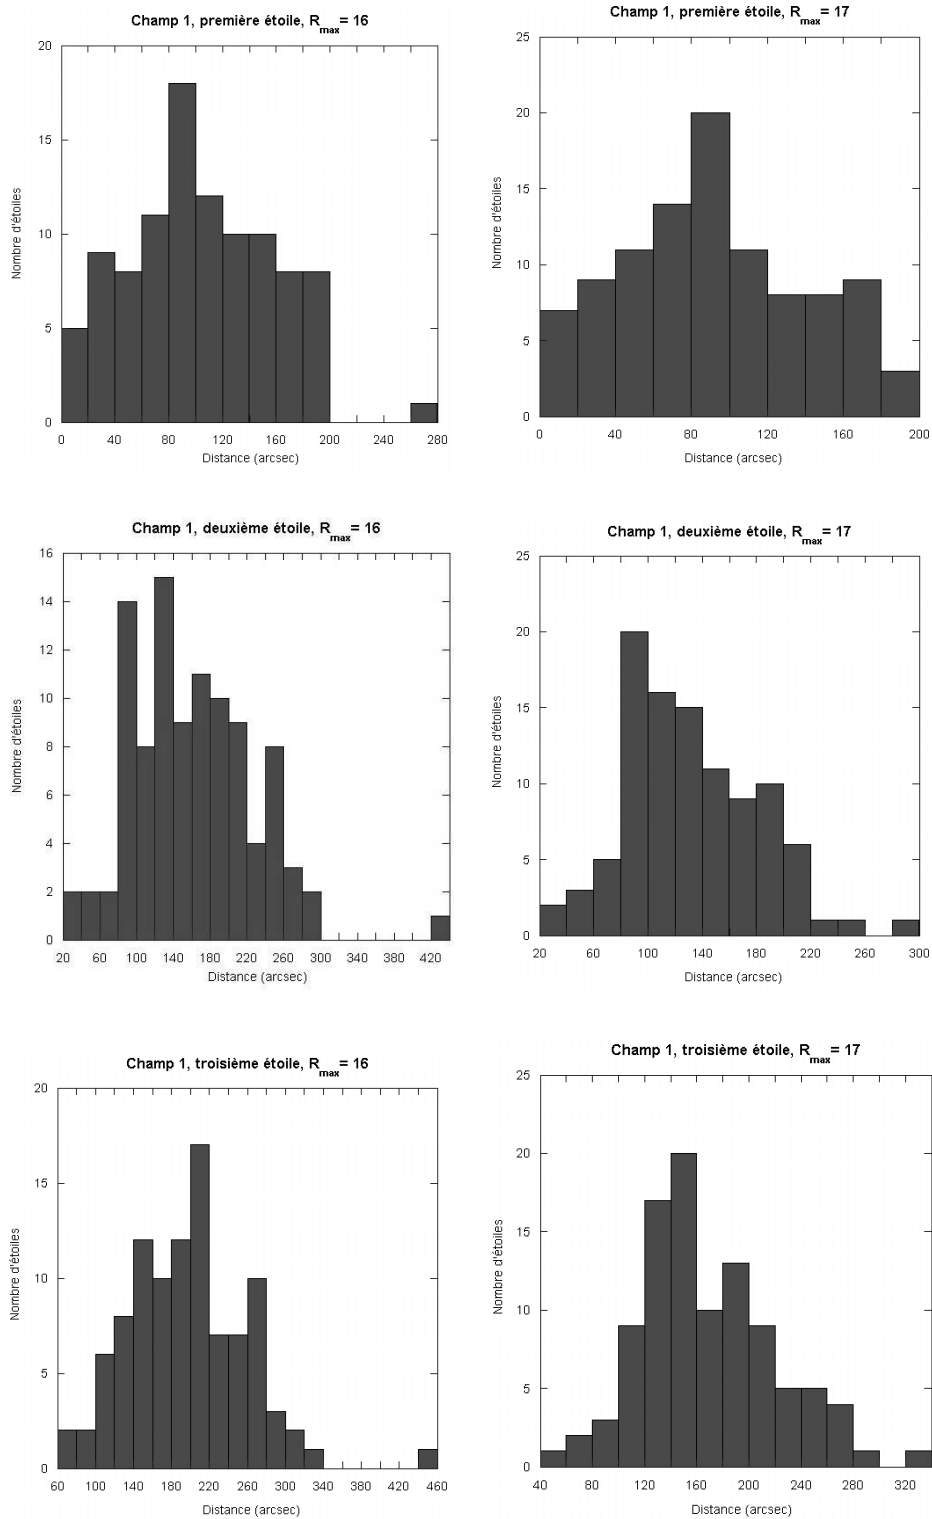 Champ 1, première étoile, Rmax= 16
20
15
10
5
0
Nombre d'étoiles
0 40 80 120 160 200 240 280
Distance (arcsec)
Champ 1, première étoile, Rmax= 17
25
20
15
10
5
0
Nombre d'étoiles
0 40 80 120 160 200
Distance (arcsec)
Champ 1, deuxième étoile, Rmax= 16
16
14
12
10
8
6
4
2
0
Nombre d'étoiles
20 60 100 140 180 220 260 300 340 380 420
Distance (arcsec)
Champ 1, deuxième étoile, Rmax= 17
25
20
15
10
5
0
Nombre d'étoiles
20 60 100 140 180 220 260 300
Distance (arcsec)
Champ 1, troisième étoile, Rmax= 16
20
15
10
5
0
Nombre d'étoiles
60 100 140 180 220 260 300 340 380 420 460
Distance (arcsec)
Champ 1, troisième étoile, Rmax= 17
25
20
15
10
5
0
Nombre d'étoiles
40 80 120 160 200 240 280 320
Distance (arcsec)